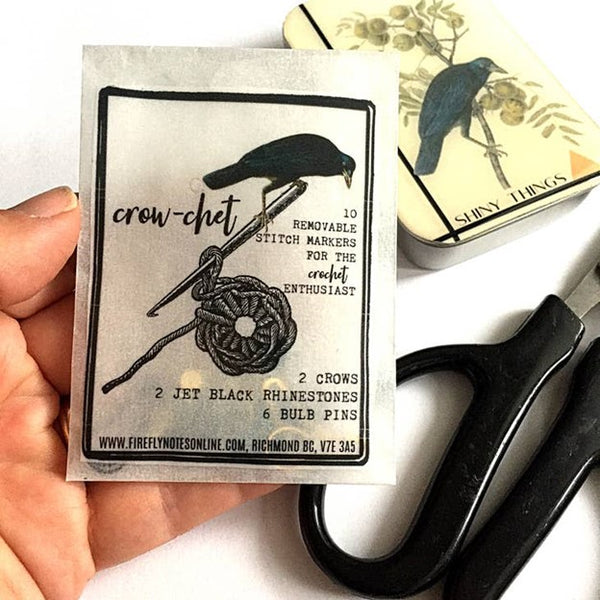 crow-chet
10
REMOVABLE
STITCH MARKERS
FOR THE
crochet
ENTHUSIAST
2 CROWS
2 JET BLACK RHINESTONES
6 BULB PINS
WWW.FIREFLYNOTESONLINE.COM, RICHMOND BC, V7E 3A5
SHINY THINGS